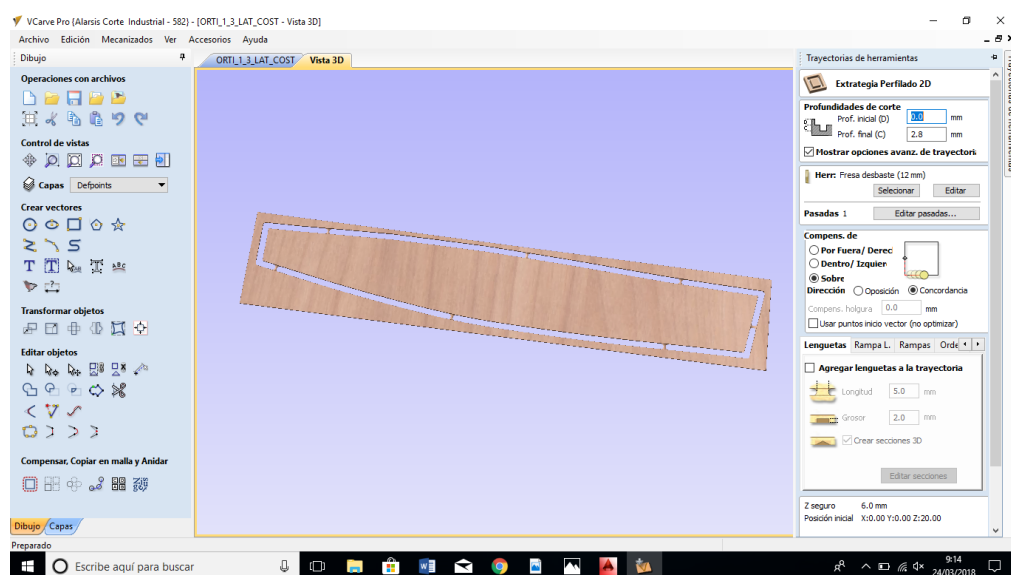 VCarve Pro {Alarsis Corte Industrial - 582} - [ORTI_1_3_LAT_COST - Vista 3D]
Archivo Edición Mecanizados Ver Accesorios Ayuda
Dibujo
Operaciones con archivos
Control de vistas
Capas Defpoints
Crear vectores
Transformar objetos
Editar objetos
Compensar, Copiar en malla y Anidar
Dibujo Capas
Preparado
ORTI_1_3_LAT_COST Vista 3D
Trayectorias de herramientas
Extrategia Perfilado 2D
Profundidades de corte
Prof. inicial (D) 0.0 mm
Prof. final (C) 2.8 mm
Mostrar opciones avanz. de trayectori
Herr: Fresa desbaste (12 mm)
Selecionar Editar
Pasadas 1 Editar pasadas...
Compens. de
Por Fuera/ Derec
Dentro/ Izquier
Sobre
Dirección Oposición Concordancia
Compens. holgura 0.0 mm
Usar puntos inicio vector (no optimizar)
Lenguetas Rampa L. Rampas Orde
Agregar lenguetas a la trayectoria
Longitud 5.0 mm
Grosor 2.0 mm
Crear secciones 3D
Editar secciones
Z seguro 6.0 mm
Posición inicial X:0.00 Y:0.00 Z:20.00
Escribe aquí para buscar
9:14
24/03/2018